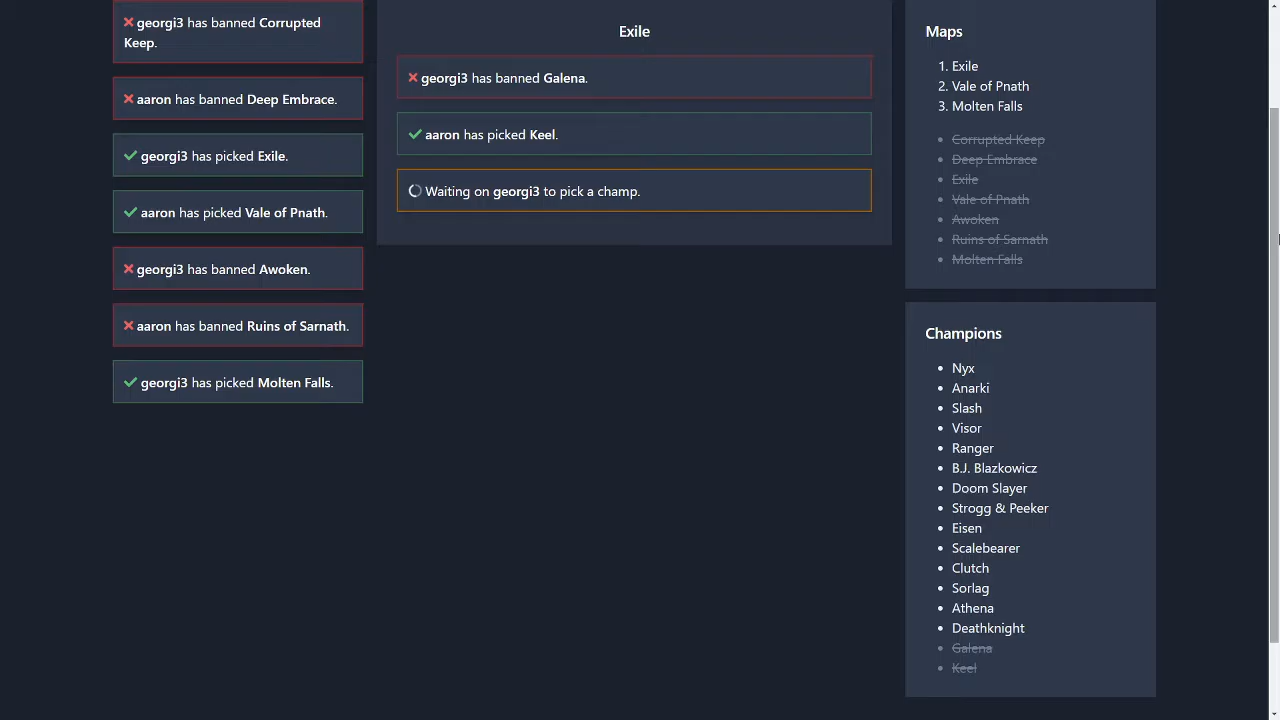 georgi3 has banned Corrupted
Keep.
aaron has banned Deep Embrace.
georgi3 has picked Exile.
aaron has picked Vale of Pnath.
georgi3 has banned Awoken.
aaron has banned Ruins of Sarnath.
georgi3 has picked Molten Falls.
Exile
georgi3 has banned Galena.
aaron has picked Keel.
Waiting on georgi3 to pick a champ.
Maps
1. Exile
2. Vale of Pnath
3. Molten Falls
Corrupted Keep
Deep Embrace
Exile
Vale of Pnath
Awoken
Ruins of Sarnath
Molten Falls
Champions
Nyx
Anarki
Slash
Visor
Ranger
B.J. Blazkowicz
Doom Slayer
Strogg & Peeker
Eisen
Scalebearer
Clutch
Sorlag
Athena
Deathknight
Galena
Keel